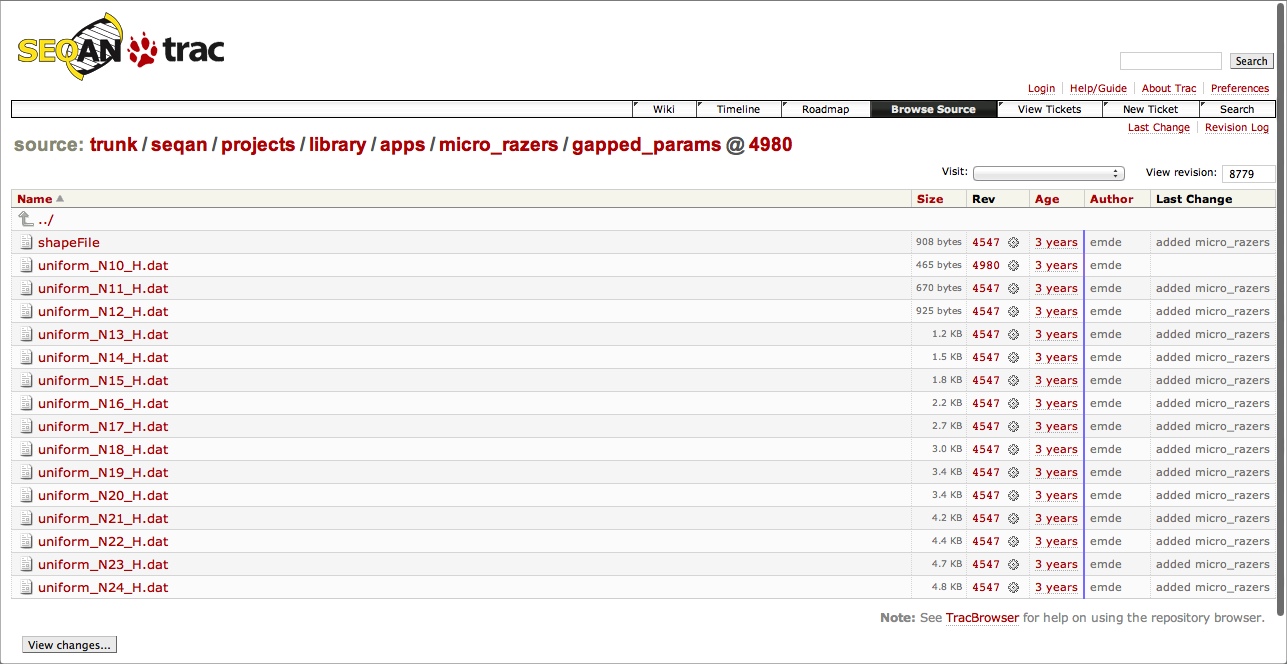 SEQAN trac
Search
Login Help/Guide About Trac Preferences
Wiki Timeline Roadmap Browse Source View Tickets New Ticket Search
Last Change Revision Log
source: trunk / seqan / projects / library / apps / micro_razers / gapped_params @ 4980
Visit: View revision: 8779
Name Size Rev Age Author Last Change
../
shapeFile 908 bytes 4547 3 years emde added micro_razers
uniform_N10_H.dat 465 bytes 4980 3 years emde
uniform_N11_H.dat 670 bytes 4547 3 years emde added micro_razers
uniform_N12_H.dat 925 bytes 4547 3 years emde added micro_razers
uniform_N13_H.dat 1.2 KB 4547 3 years emde added micro_razers
uniform_N14_H.dat 1.5 KB 4547 3 years emde added micro_razers
uniform_N15_H.dat 1.8 KB 4547 3 years emde added micro_razers
uniform_N16_H.dat 2.2 KB 4547 3 years emde added micro_razers
uniform_N17_H.dat 2.7 KB 4547 3 years emde added micro_razers
uniform_N18_H.dat 3.0 KB 4547 3 years emde added micro_razers
uniform_N19_H.dat 3.4 KB 4547 3 years emde added micro_razers
uniform_N20_H.dat 3.4 KB 4547 3 years emde added micro_razers
uniform_N21_H.dat 4.2 KB 4547 3 years emde added micro_razers
uniform_N22_H.dat 4.4 KB 4547 3 years emde added micro_razers
uniform_N23_H.dat 4.7 KB 4547 3 years emde added micro_razers
uniform_N24_H.dat 4.8 KB 4547 3 years emde added micro_razers
Note: See TracBrowser for help on using the repository browser.
View changes...